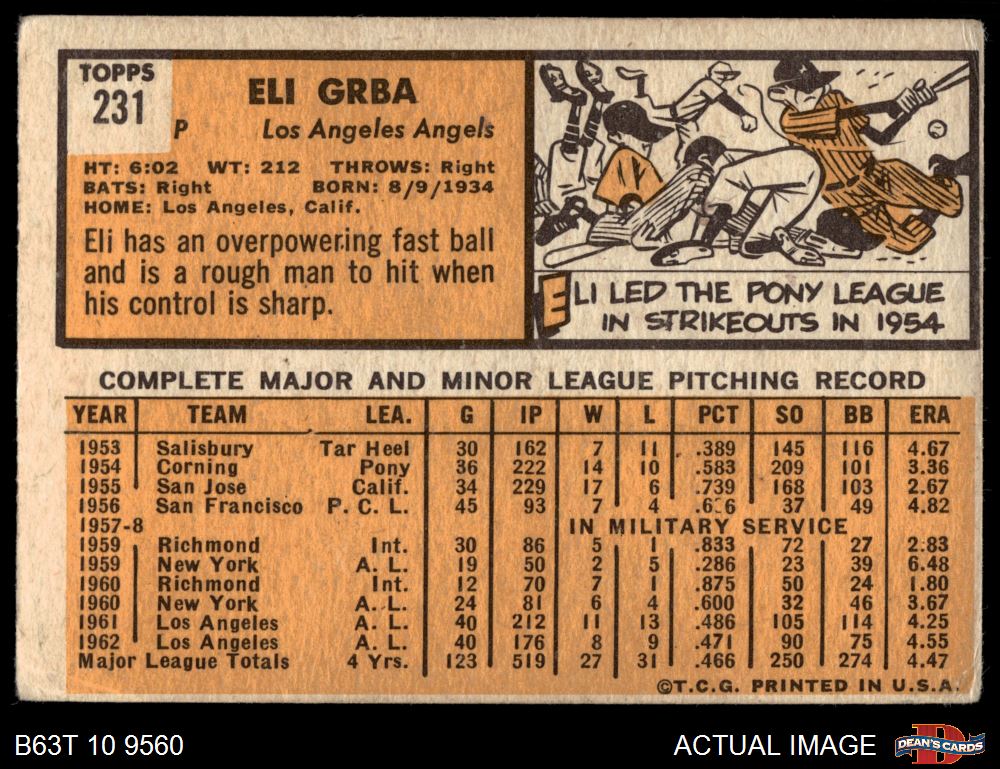 TOPPS
231
ELI GRBA
P Los Angeles Angels
HT: 6:02 WT: 212 THROWS: Right
BATS: Right BORN: 8/9/1934
HOME: Los Angeles, Calif.
Eli has an overpowering fast ball
and is a rough man to hit when
his control is sharp.
ELI LED THE PONY LEAGUE
IN STRIKEOUTS IN 1954
COMPLETE MAJOR AND MINOR LEAGUE PITCHING RECORD
YEAR TEAM LEA. G IP W L PCT SO BB ERA
1953 Salisbury Tar Heel 30 162 7 11 .389 145 116 4.67
1954 Corning Pony 36 222 14 10 .583 209 101 3.36
1955 San Jose Calif. 34 229 17 6 .739 168 103 2.67
1956 San Francisco P. C. L. 45 93 7 4 37 49 4.82
1957-8 IN MILITARY SERVICE
1959 Richmond Int. 30 86 5 1 .833 72 27 2.83
1959 New York A. L. 19 50 2 5 .286 23 39 6.48
1960 Richmond Int. 12 70 7 1 .875 50 24 1.80
1960 New York A. L. 24 81 6 4 .600 32 46 3.67
1961 Los Angeles A. L. 40 212 11 13 .486 105 114 4.25
1962 Los Angeles A. L. 40 176 8 9 .471 90 75 4.55
Major League Totals 4 Yrs. 123 519 27 31 .466 250 274 4.47
©T.C.G. PRINTED IN U.S.A.
B63T 10 9560
ACTUAL IMAGE
D
DEAN'S CARDS